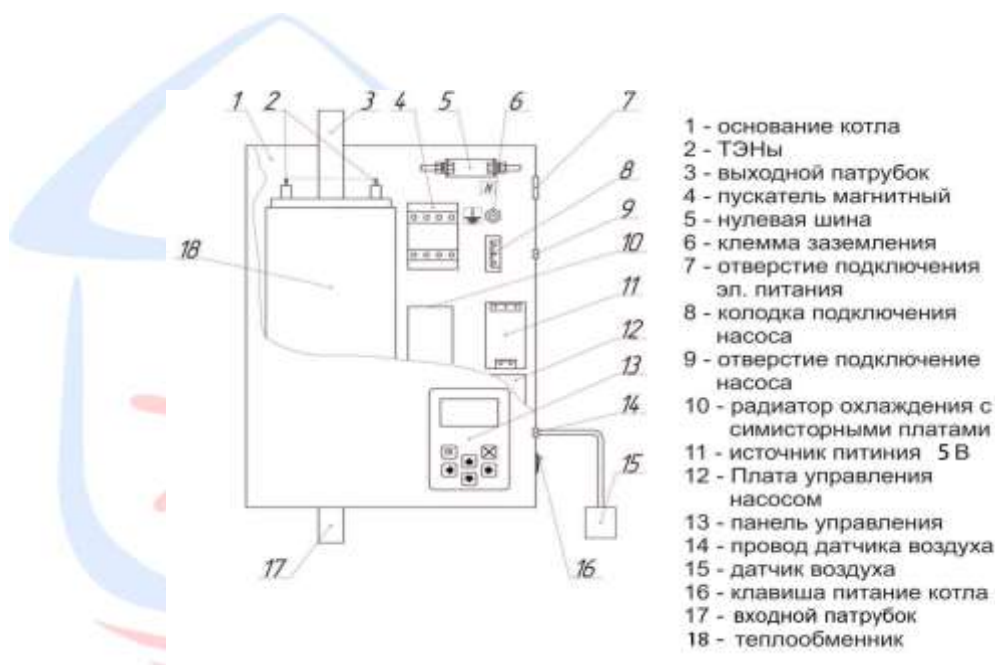 1 2 3 4 5 6 7
8
9
10
18
11
12
13
14
15
17 16
N
1 - основание котла
2 - ТЭНы
3 - выходной патрубок
4 - пускатель магнитный
5 - нулевая шина
6 - клемма заземления
7 - отверстие подключения
эл. питания
8 - колодка подключения
насоса
9 - отверстие подключение
насоса
10 - радиатор охлаждения с
симисторными платами
11 - источник питиния 5 В
12 - Плата управления
насосом
13 - панель управления
14 - провод датчика воздуха
15 - датчик воздуха
16 - клавиша питание котла
17 - входной патрубок
18 - теплообменник